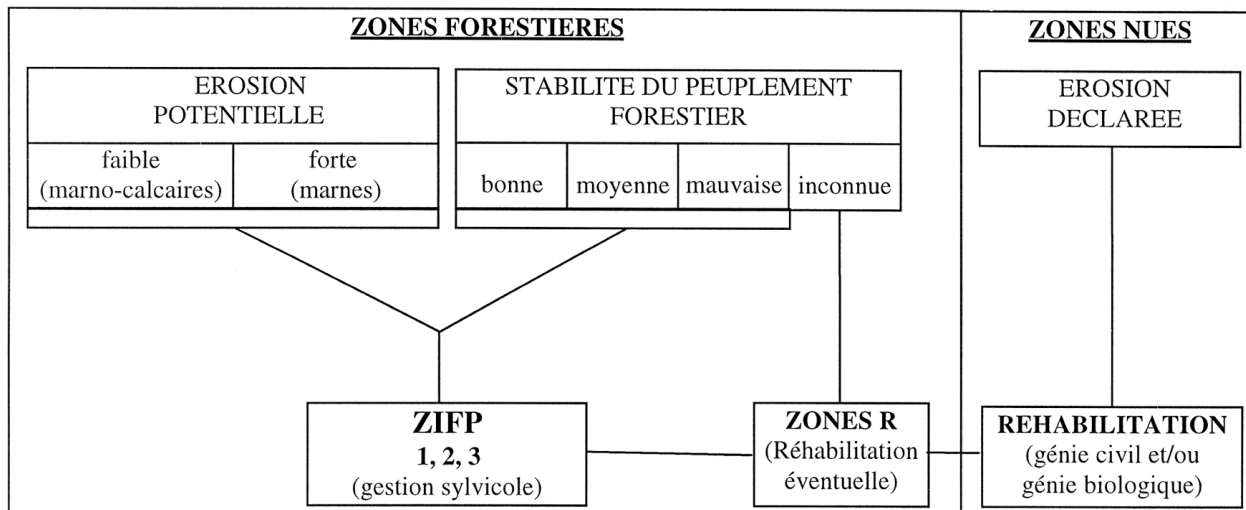 ZONES FORESTIERES
ZONES NUES
EROSION
POTENTIELLE
STABILITE DU PEUPLEMENT
FORESTIER
EROSION
DECLAREE
faible
(marno-calcaires)
forte
(marnes)
bonne
moyenne
mauvaise
inconnue
ZIFP
1, 2, 3
(gestion sylvicole)
ZONES R
(Réhabilitation
éventuelle)
REHABILITATION
(génie civil et/ou
génie biologique)